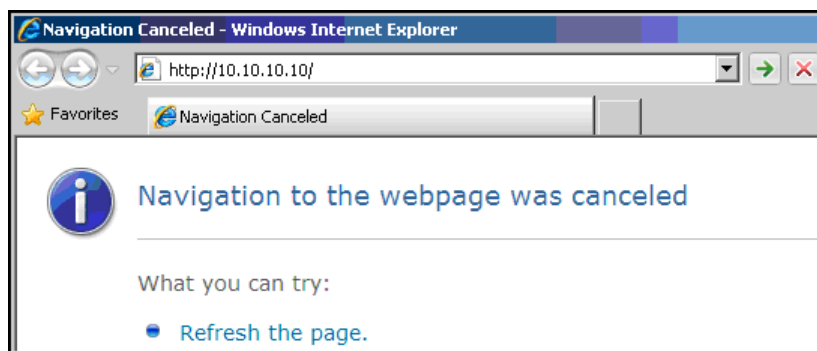 Navigation Canceled - Windows Internet Explorer
http://10.10.10.10/
Favorites
Navigation Canceled
Navigation to the webpage was canceled
What you can try:
Refresh the page.